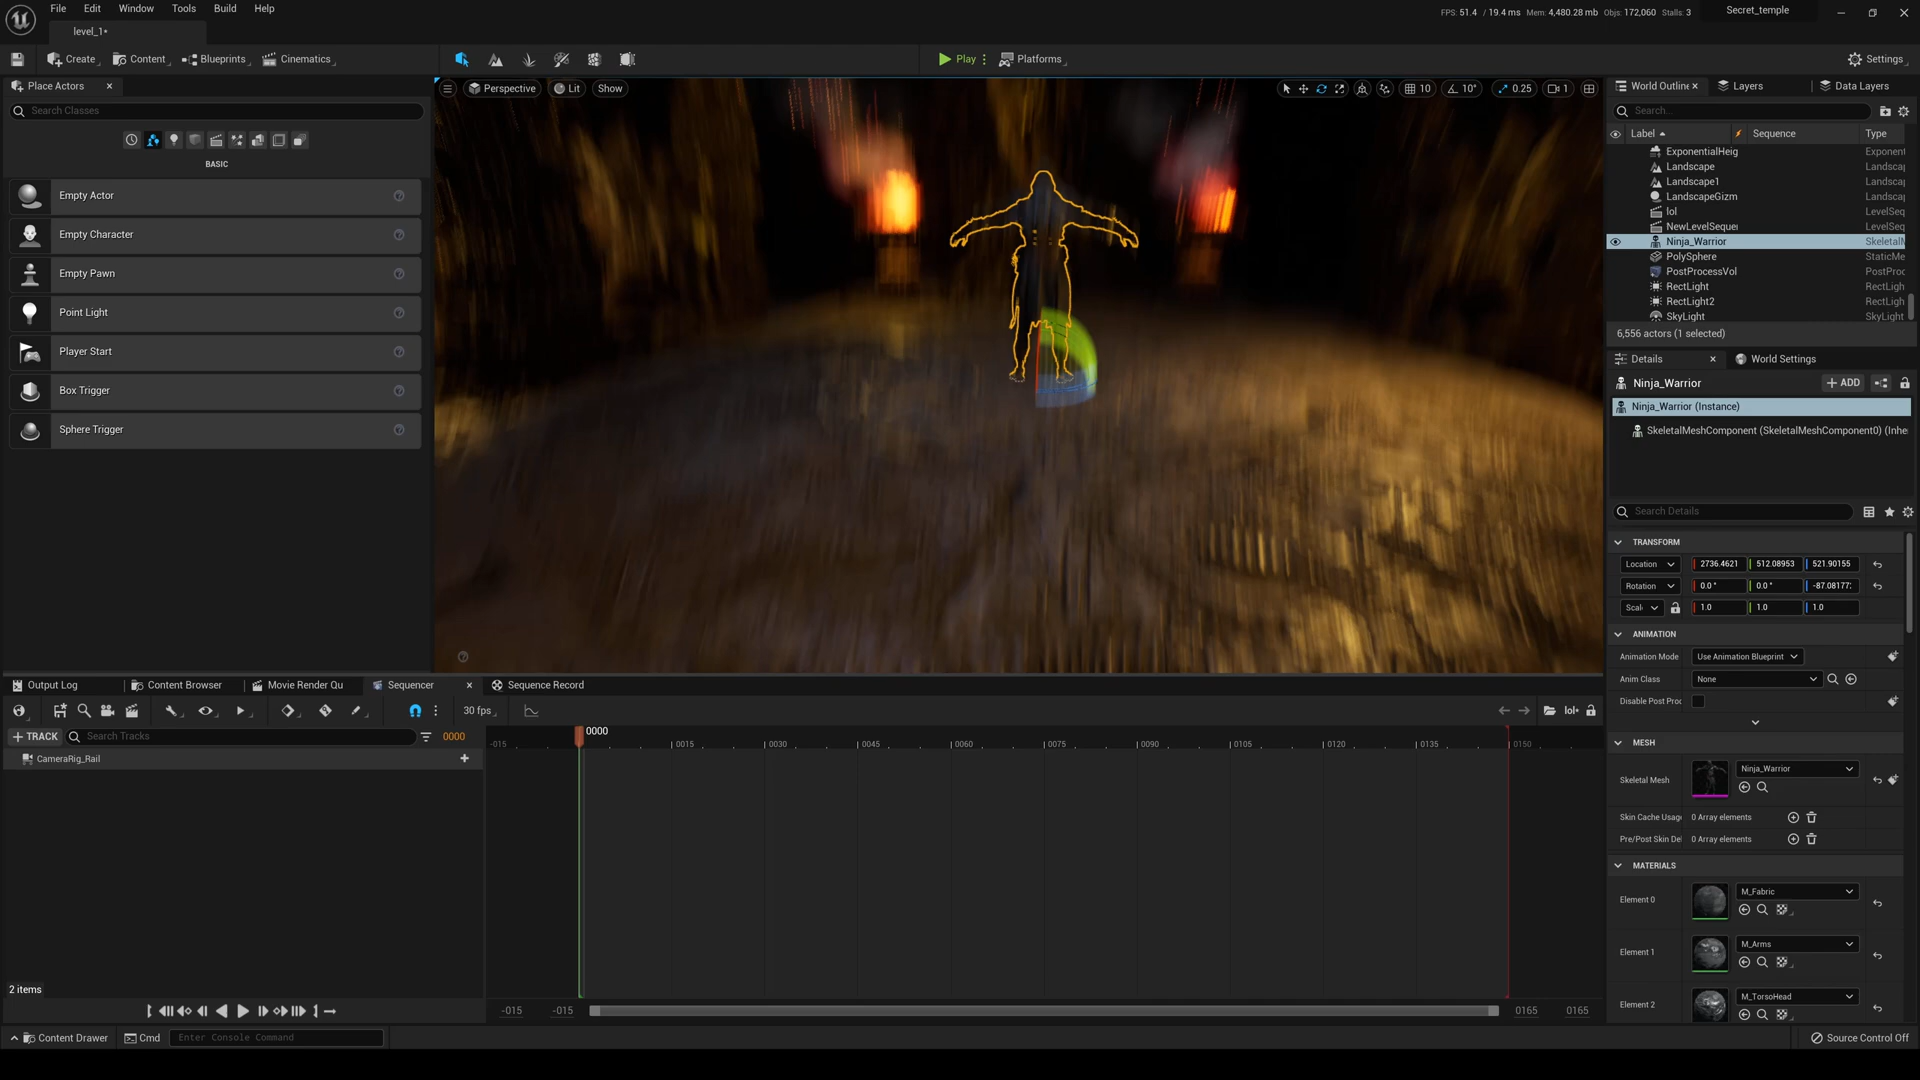 File Edit Window Tools Build Help
FPS: 51.4 / 19.4 ms Mem: 4,480.28 mb Objs: 172,060 Stalls: 3
Secret_temple
level_1•
Create Content Blueprints Cinematics
Play Platforms
Settings
Place Actors
Search Classes
BASIC
Empty Actor
Empty Character
Empty Pawn
Point Light
Player Start
Box Trigger
Sphere Trigger
Perspective Lit Show
10 10° 0.25 1
World Outline Layers Data Layers
Search...
Label Sequence Type
ExponentialHeig Exponent
Landscape Landscap
Landscape1 Landscap
LandscapeGizm Landscap
lol LevelSeq
NewLevelSequen LevelSeq
Ninja_Warrior SkeletalM
PolySphere StaticMe
PostProcessVol PostProc
RectLight RectLigh
RectLight2 RectLigh
SkyLight SkyLight
6,556 actors (1 selected)
Details World Settings
Ninja_Warrior
ADD
Ninja_Warrior (Instance)
SkeletalMeshComponent (SkeletalMeshComponent0) (Inhe
Search Details
TRANSFORM
Location 2736.4621 512.08953 521.90155
Rotation 0.0 ° 0.0 ° -87.08177
Scal 1.0 1.0 1.0
ANIMATION
Animation Mode Use Animation Blueprint
Anim Class None
Disable Post Proc
MESH
Skeletal Mesh Ninja_Warrior
Skin Cache Usag 0 Array elements
Pre/Post Skin Del 0 Array elements
MATERIALS
Element 0 M_Fabric
Element 1 M_Arms
Element 2 M_TorsoHead
Output Log Content Browser Movie Render Qu Sequencer Sequence Record
30 fps
lol•
TRACK
Search Tracks
0000
CameraRig_Rail
2 items
0000
-015 0015 0030 0045 0060 0075 0090 0105 0120 0135 0150
-015 -015 0165 0165
Content Drawer Cmd Enter Console Command
Source Control Off